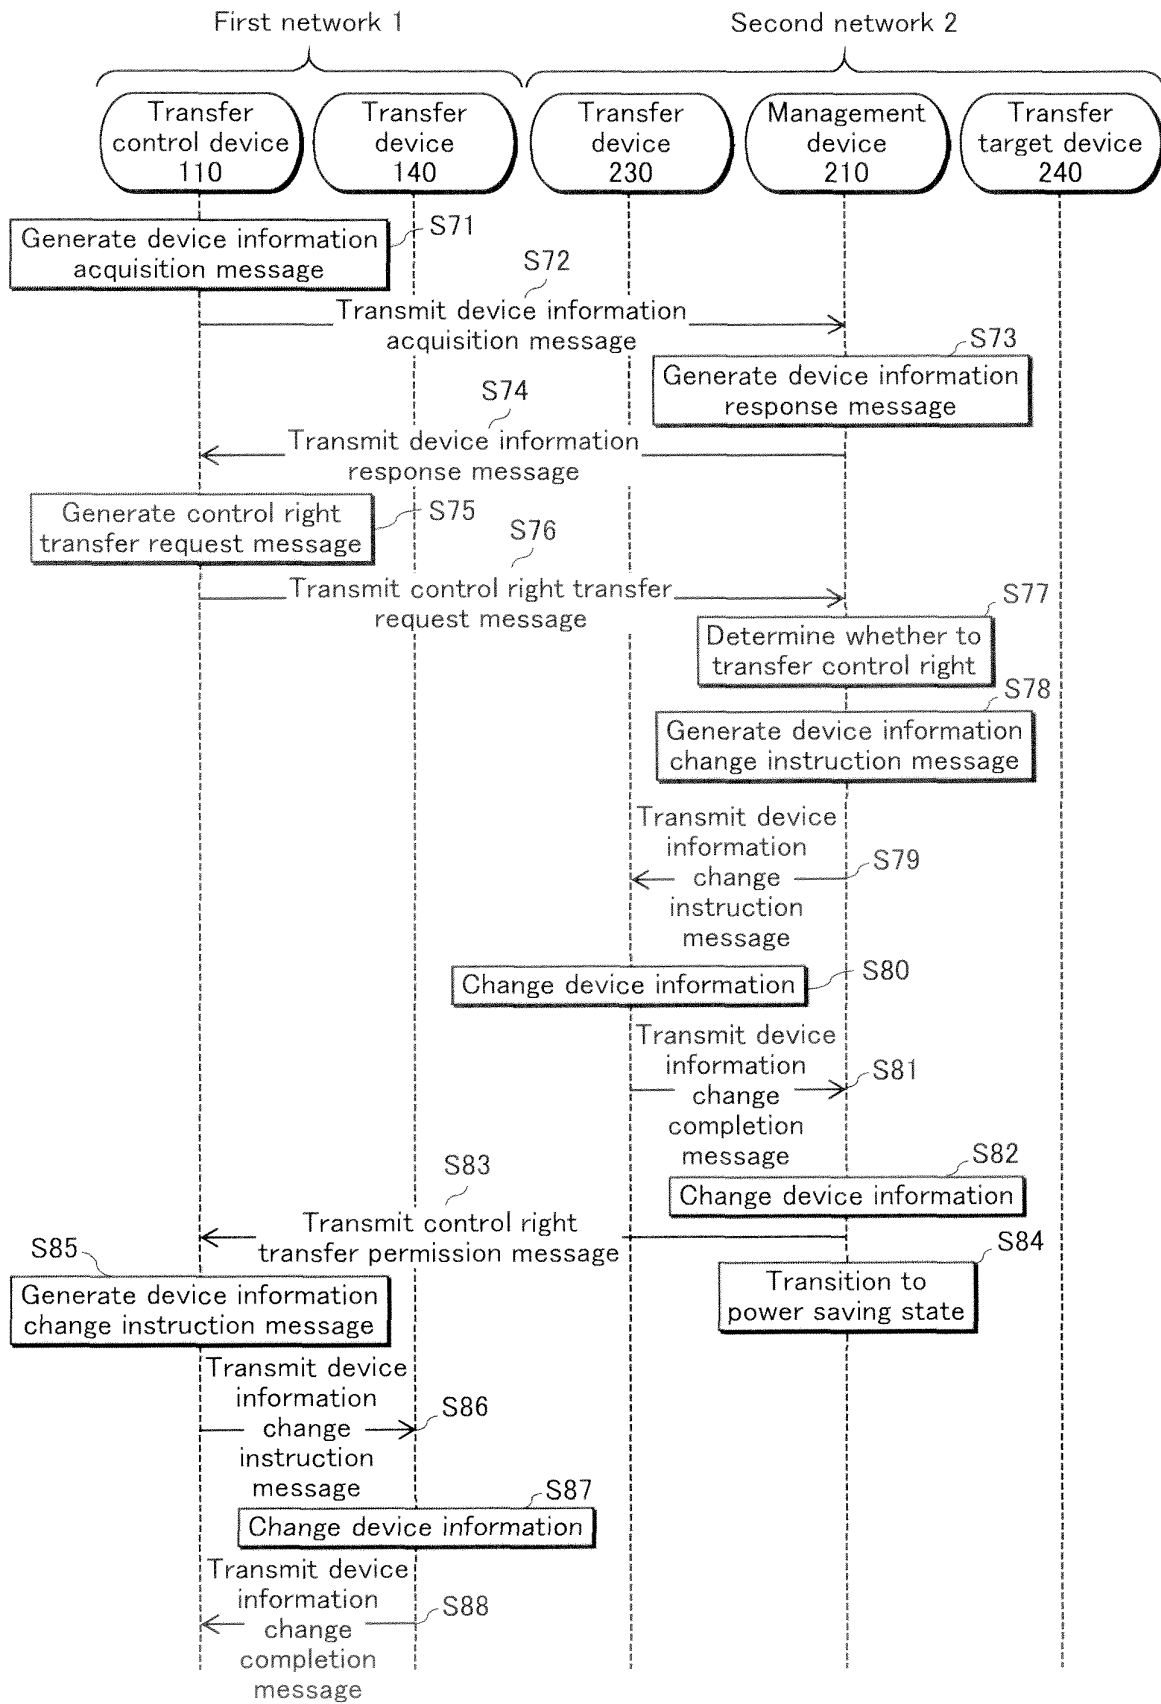 First network 1
Second network 2
Transfer
control device
110
Transfer
device
140
Transfer
device
230
Management
device
210
Transfer
target device
240
S71
Generate device information
acquisition message
S72
Transmit device information
acquisition message
S73
Generate device information
response message
S74
Transmit device information
response message
S75
Generate control right
transfer request message
S76
Transmit control right transfer
request message
S77
Determine whether to
transfer control right
S78
Generate device information
change instruction message
Transmit device
information
change
instruction
message
S79
S80
Change device information
Transmit device
information
change
completion
message
S81
S82
Change device information
S83
Transmit control right
transfer permission message
S84
Transition to
power saving state
S85
Generate device information
change instruction message
Transmit device
information
change
instruction
message
S86
S87
Change device information
Transmit device
information
change
completion
message
S88